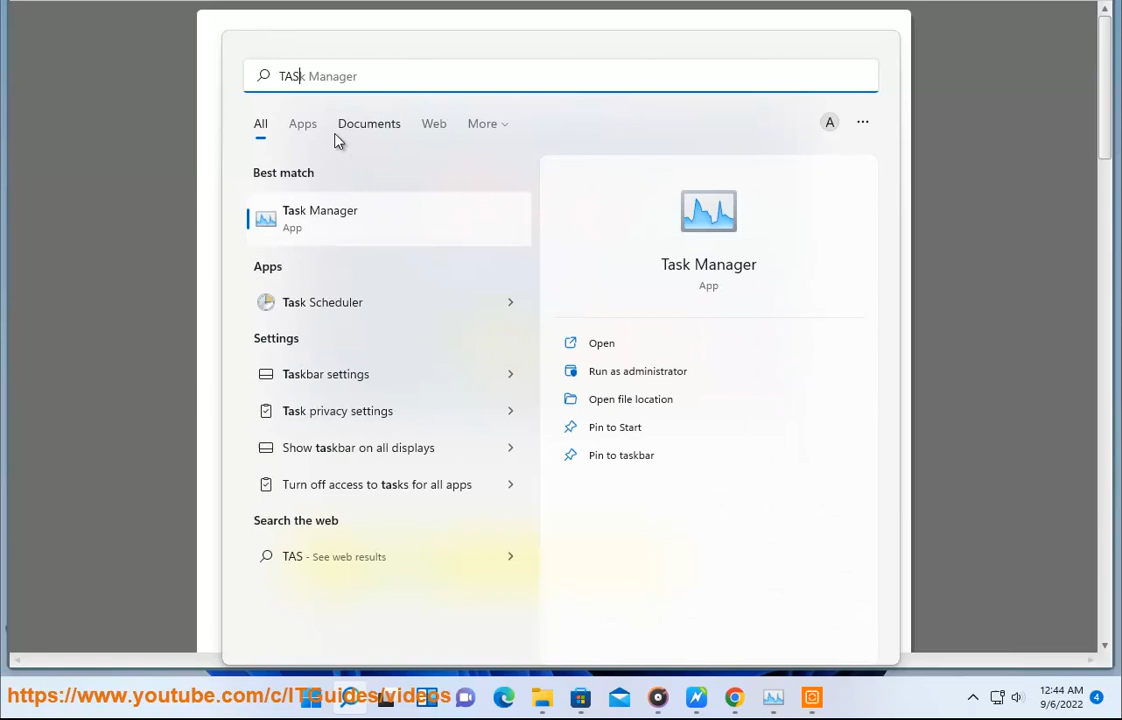 TASk Manager
All Apps Documents Web More A ...
Best match
Task Manager
App
Apps
Task Scheduler
Settings
Taskbar settings
Task privacy settings
Show taskbar on all displays
Turn off access to tasks for all apps
Search the web
TAS - See web results
Task Manager
App
Open
Run as administrator
Open file location
Pin to Start
Pin to taskbar
https://www.youtube.com/c/ITGuides/videos
12:44 AM
9/6/2022
4